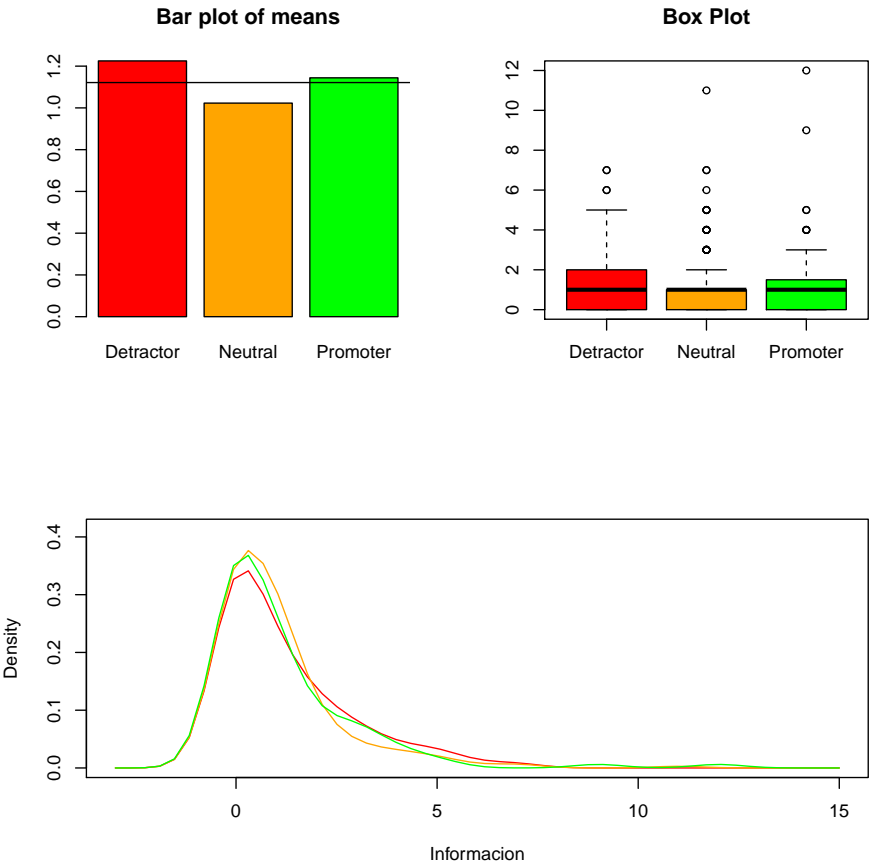 Bar plot of means
0.0 0.2 0.4 0.6 0.8 1.0 1.2
Detractor Neutral Promoter
Box Plot
0 2 4 6 8 10 12
Detractor Neutral Promoter
Density
0.0 0.1 0.2 0.3 0.4
0 5 10 15
Informacion